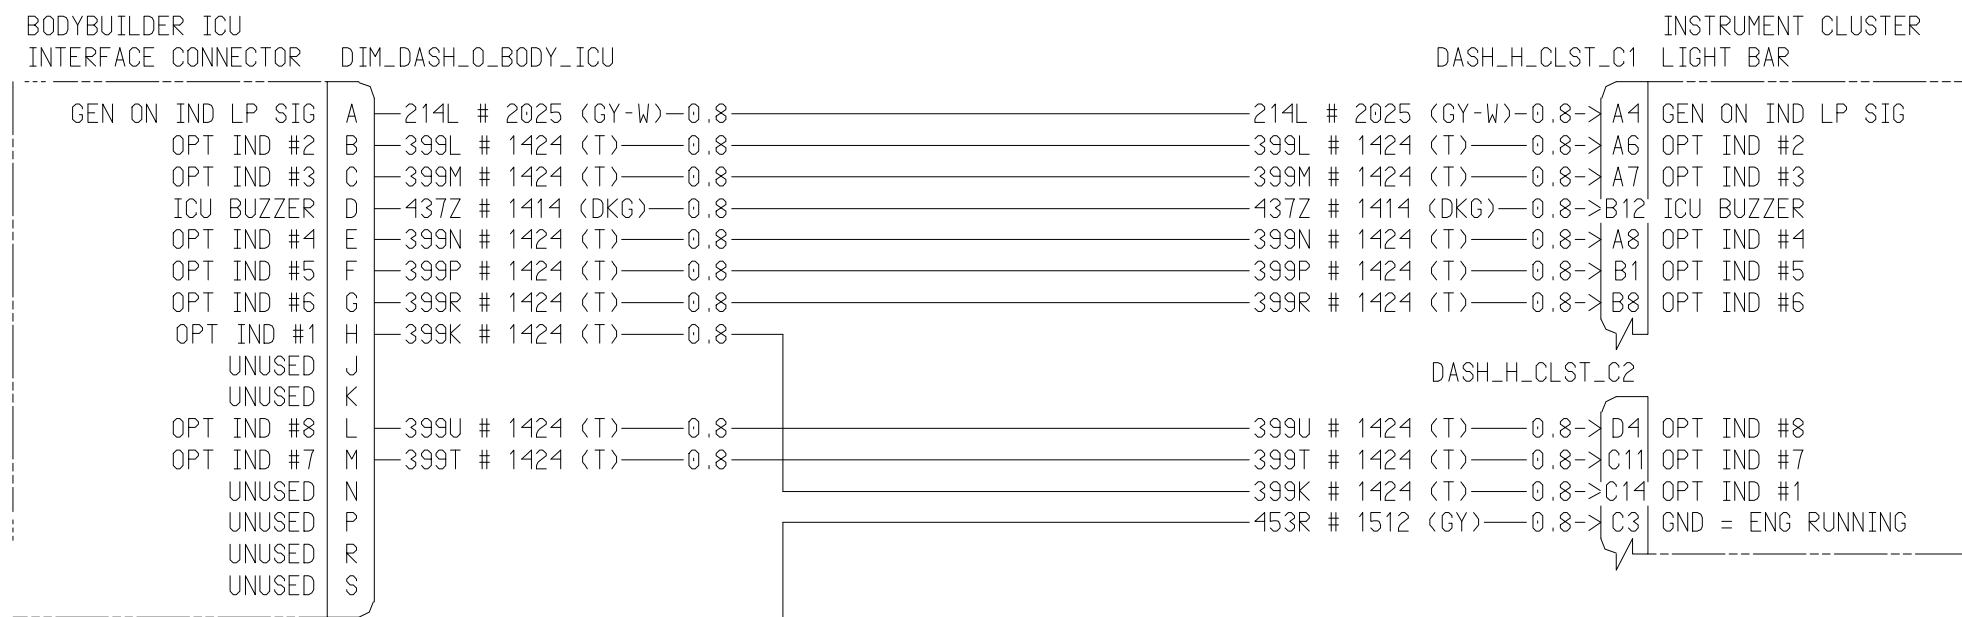 BODYBUILDER ICU INSTRUMENT CLUSTER
INTERFACE CONNECTOR DIM_DASH_O_BODY_ICU DASH_H_CLST_C1 LIGHT BAR
GEN ON IND LP SIG A 214L # 2025 (GY-W) 0.8 214L # 2025 (GY-W) 0.8 A4 GEN ON IND LP SIG
OPT IND #2 B 399L # 1424 (T) 0.8 399L # 1424 (T) 0.8 A6 OPT IND #2
OPT IND #3 C 399M # 1424 (T) 0.8 399M # 1424 (T) 0.8 A7 OPT IND #3
ICU BUZZER D 437Z # 1414 (DKG) 0.8 437Z # 1414 (DKG) 0.8 B12 ICU BUZZER
OPT IND #4 E 399N # 1424 (T) 0.8 399N # 1424 (T) 0.8 A8 OPT IND #4
OPT IND #5 F 399P # 1424 (T) 0.8 399P # 1424 (T) 0.8 B1 OPT IND #5
OPT IND #6 G 399R # 1424 (T) 0.8 399R # 1424 (T) 0.8 B8 OPT IND #6
OPT IND #1 H 399K # 1424 (T) 0.8
UNUSED J
DASH_H_CLST_C2
UNUSED K
OPT IND #8 L 399U # 1424 (T) 0.8 399U # 1424 (T) 0.8 D4 OPT IND #8
OPT IND #7 M 399T # 1424 (T) 0.8 399T # 1424 (T) 0.8 C11 OPT IND #7
UNUSED N 399K # 1424 (T) 0.8 C14 OPT IND #1
UNUSED P 453R # 1512 (GY) 0.8 C3 GND = ENG RUNNING
UNUSED R
UNUSED S